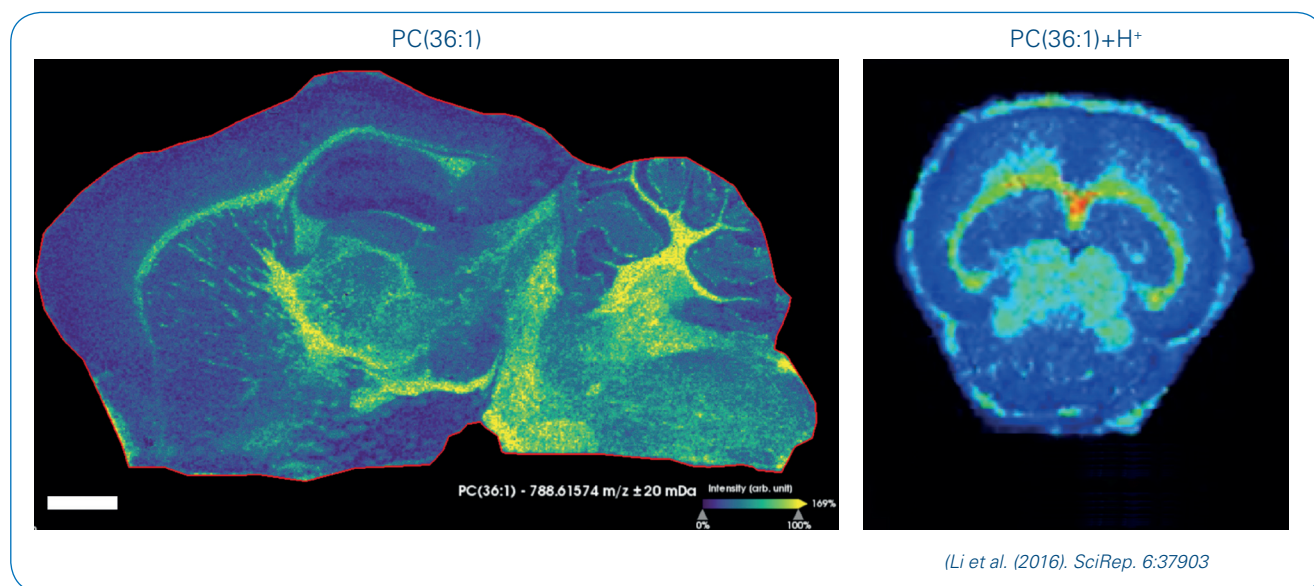 PC(36:1)
PC(36:1)+H⁺
PC(36:1) - 788.61574 m/z ±20 mDa
Intensity (arb. unit)
169%
0% 100%
(Li et al. (2016). SciRep. 6:37903